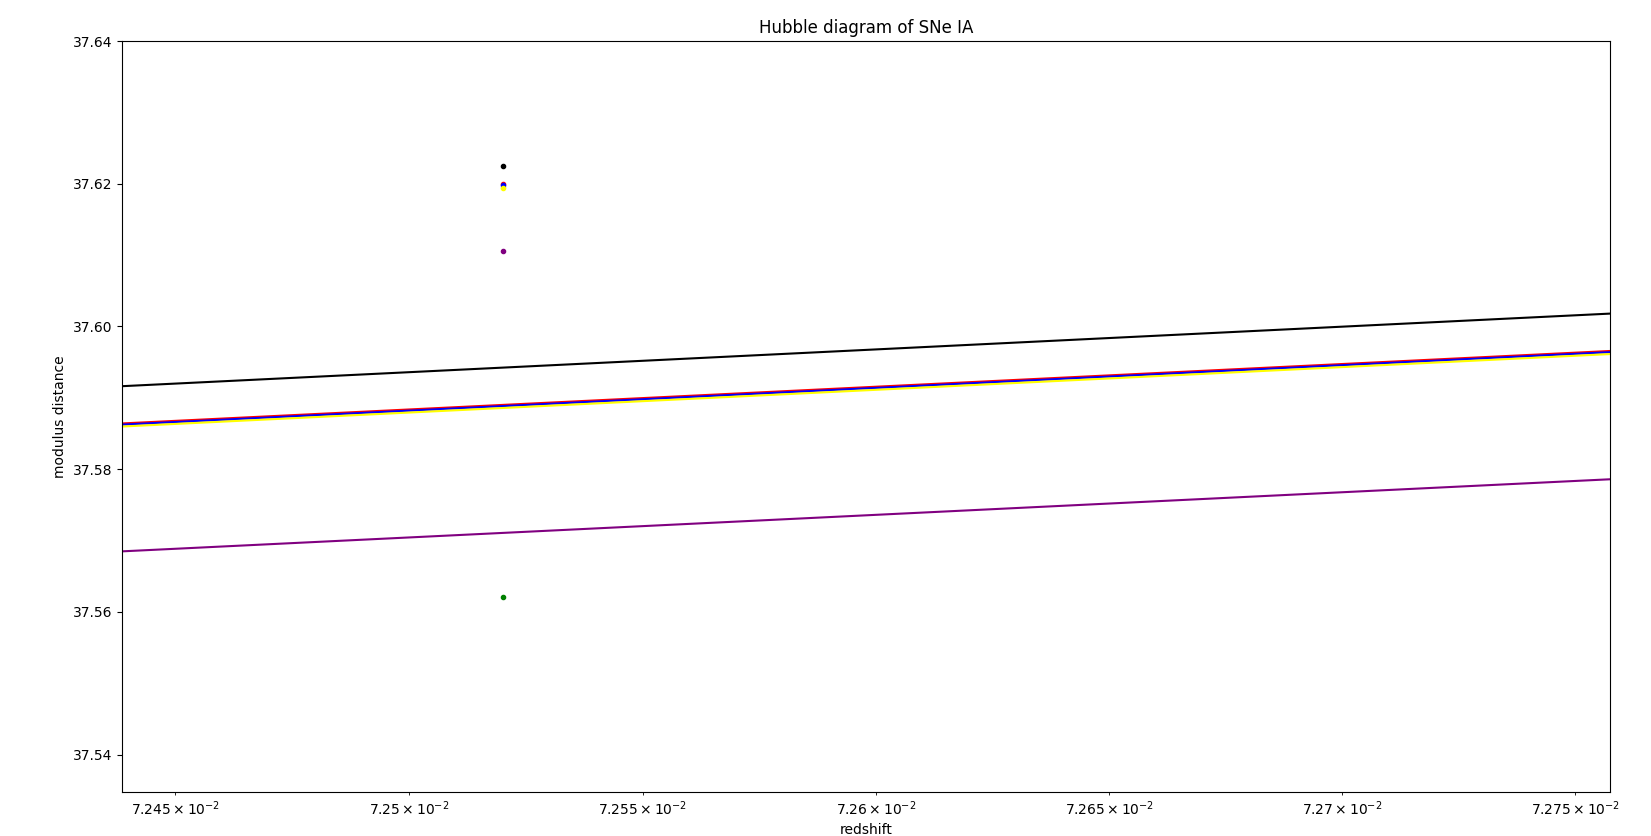 Hubble diagram of SNe IA
37.64
37.62
37.60
37.58
37.56
37.54
modulus distance
7.245 × 10⁻²
7.25 × 10⁻²
7.255 × 10⁻²
7.26 × 10⁻²
7.265 × 10⁻²
7.27 × 10⁻²
7.275 × 10⁻²
redshift